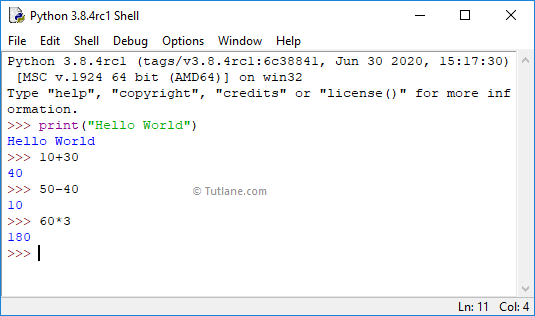 Python 3.8.4rc1 Shell
File Edit Shell Debug Options Window Help
Python 3.8.4rc1 (tags/v3.8.4rc1:6c38841, Jun 30 2020, 15:17:30)
[MSC v.1924 64 bit (AMD64)] on win32
Type "help", "copyright", "credits" or "license()" for more inf
ormation.
>>> print("Hello World")
Hello World
>>> 10+30
40
>>> 50-40
10
© Tutlane.com
>>> 60*3
180
>>>
Ln: 11 Col: 4